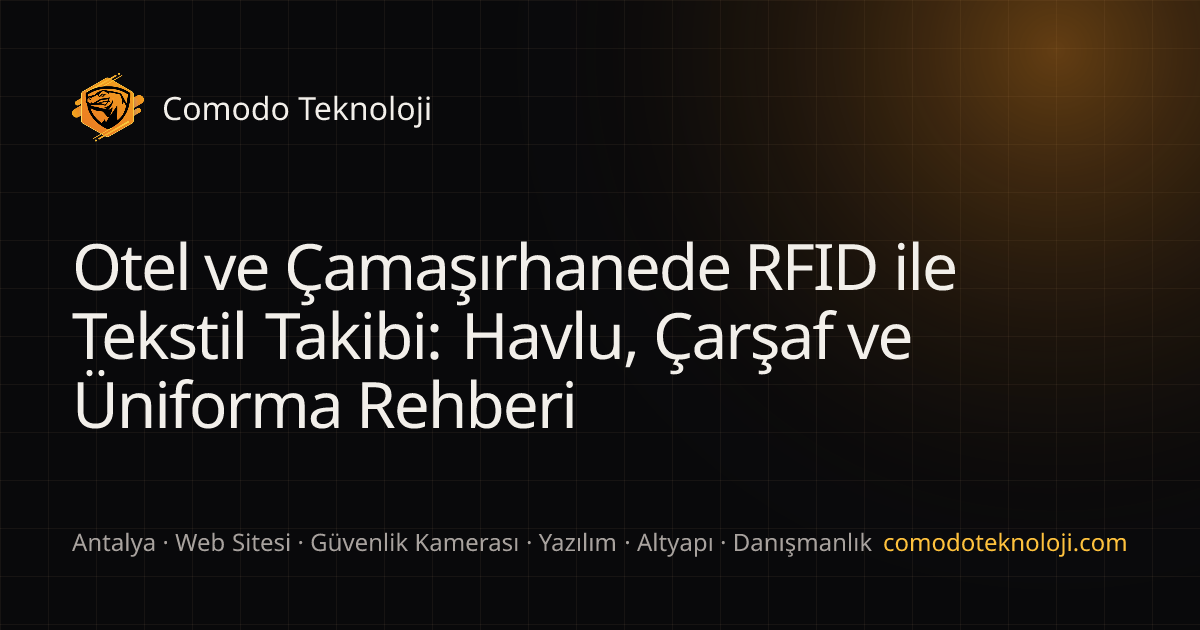 Comodo Teknoloji
Otel ve Çamaşırhanede RFID ile
Tekstil Takibi: Havlu, Çarşaf ve
Üniforma Rehberi
Antalya · Web Sitesi · Güvenlik Kamerası · Yazılım · Altyapı · Danışmanlık comodoteknoloji.com